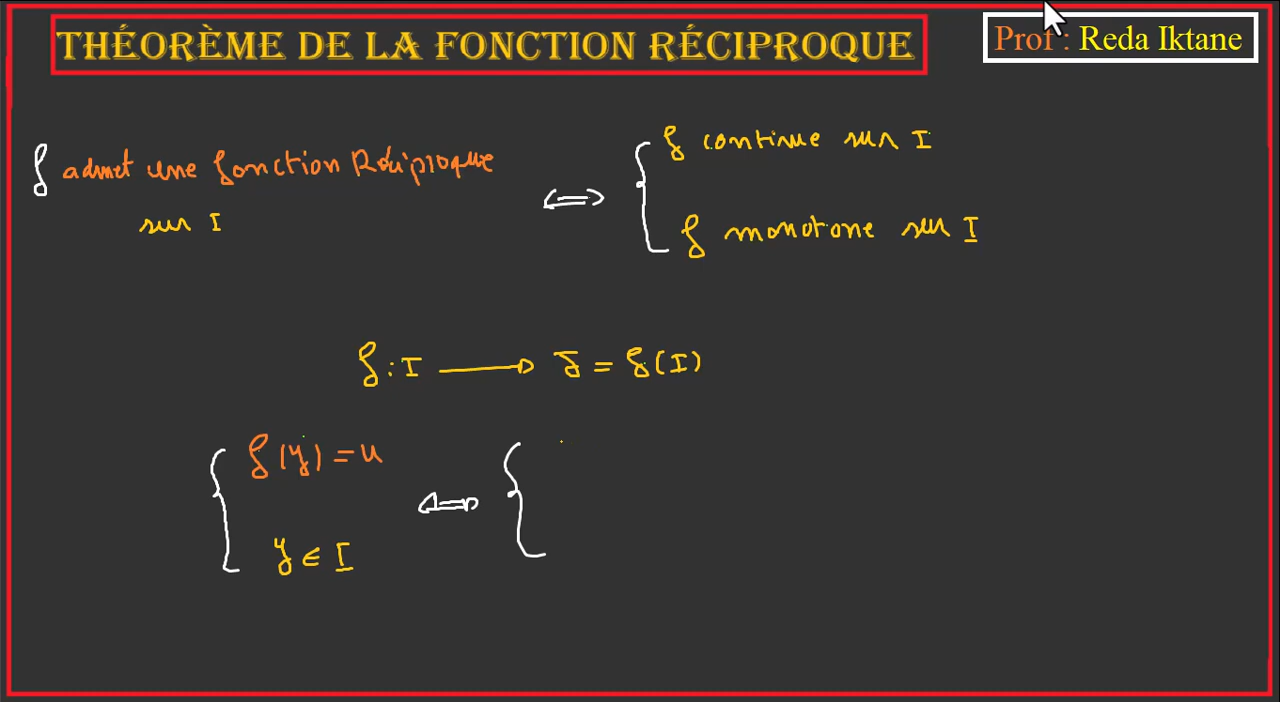 THÉORÈME DE LA FONCTION RÉCIPROQUE
Prof : Reda Iktane
f admet une fonction Réciproque
sur I
⟺
f continue sur I
f monotone sur I
f : I ⟶ J = f(I)
f(y) = x
y ∈ I
⟺